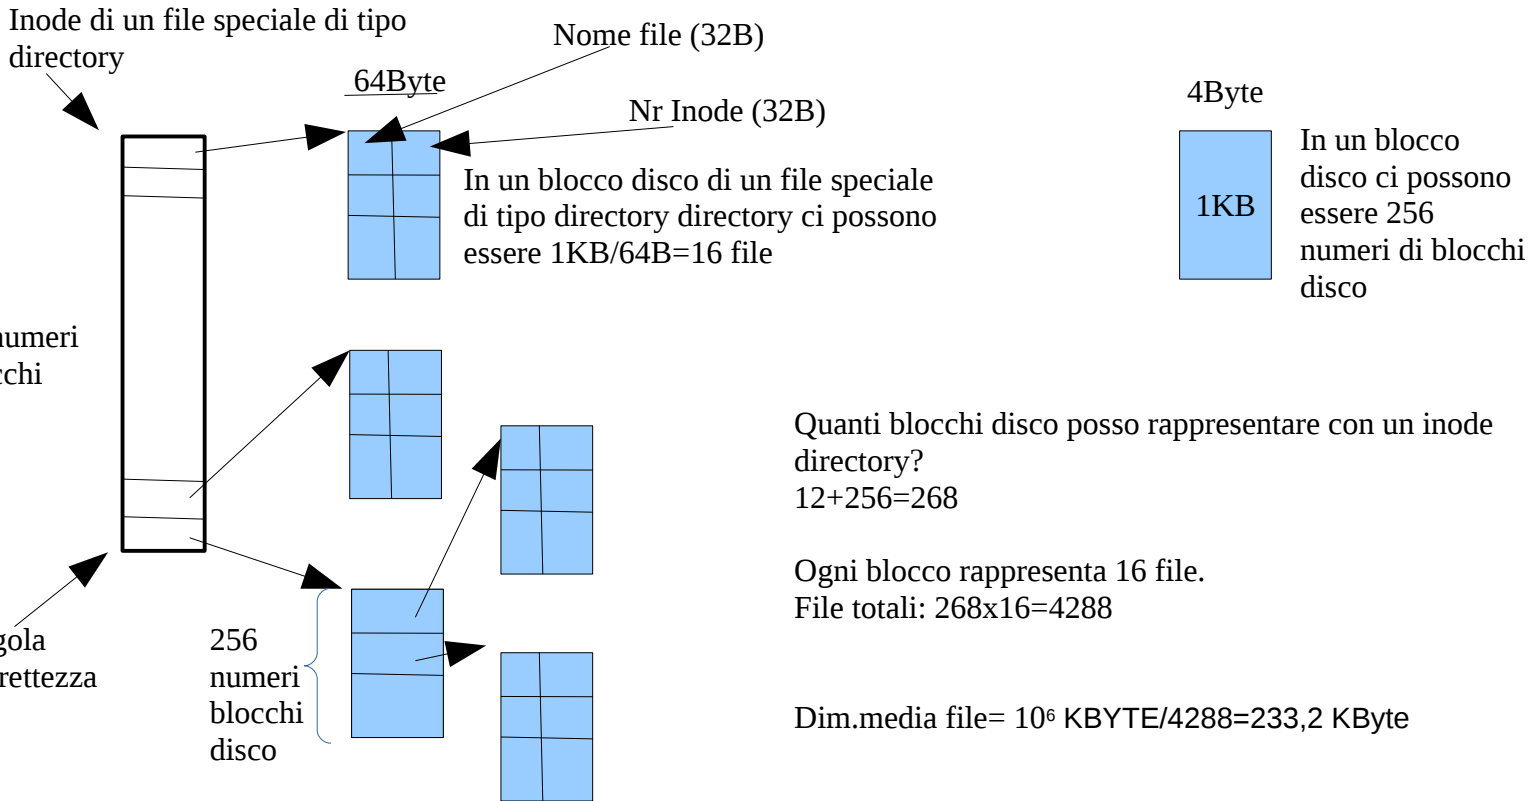 Inode di un file speciale di tipo
directory
Nome file (32B)
64Byte
Nr Inode (32B)
4Byte
In un blocco disco di un file speciale
di tipo directory directory ci possono
essere 1KB/64B=16 file
1KB
In un blocco
disco ci possono
essere 256
numeri di blocchi
disco
Quanti blocchi disco posso rappresentare con un inode
directory?
12+256=268
Ogni blocco rappresenta 16 file.
File totali: 268x16=4288
256
numeri
blocchi
disco
Dim.media file= 10⁶ KBYTE/4288=233,2 KByte